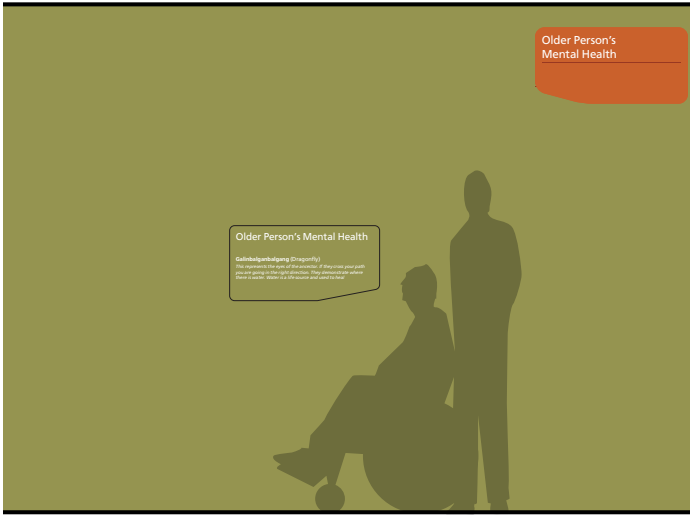 Older Person's
Mental Health
Older Person's Mental Health
Galinbalganbalgang (Dragonfly)
This represents the eyes of the ancestor. If they cross your path
you are going in the right direction. They demonstrate where
there is water. Water is a life source and used to heal